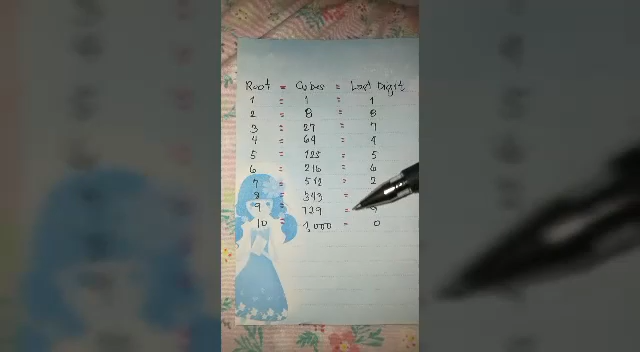 Root = Cubes = Last Digit
1 = 1 = 1
2 = 8 = 8
3 = 27 = 7
4 = 64 = 4
5 = 125 = 5
6 = 216 = 6
7 = 512 = 2
8 = 343 =
9 = 729 = 9
10 = 1,000 = 0